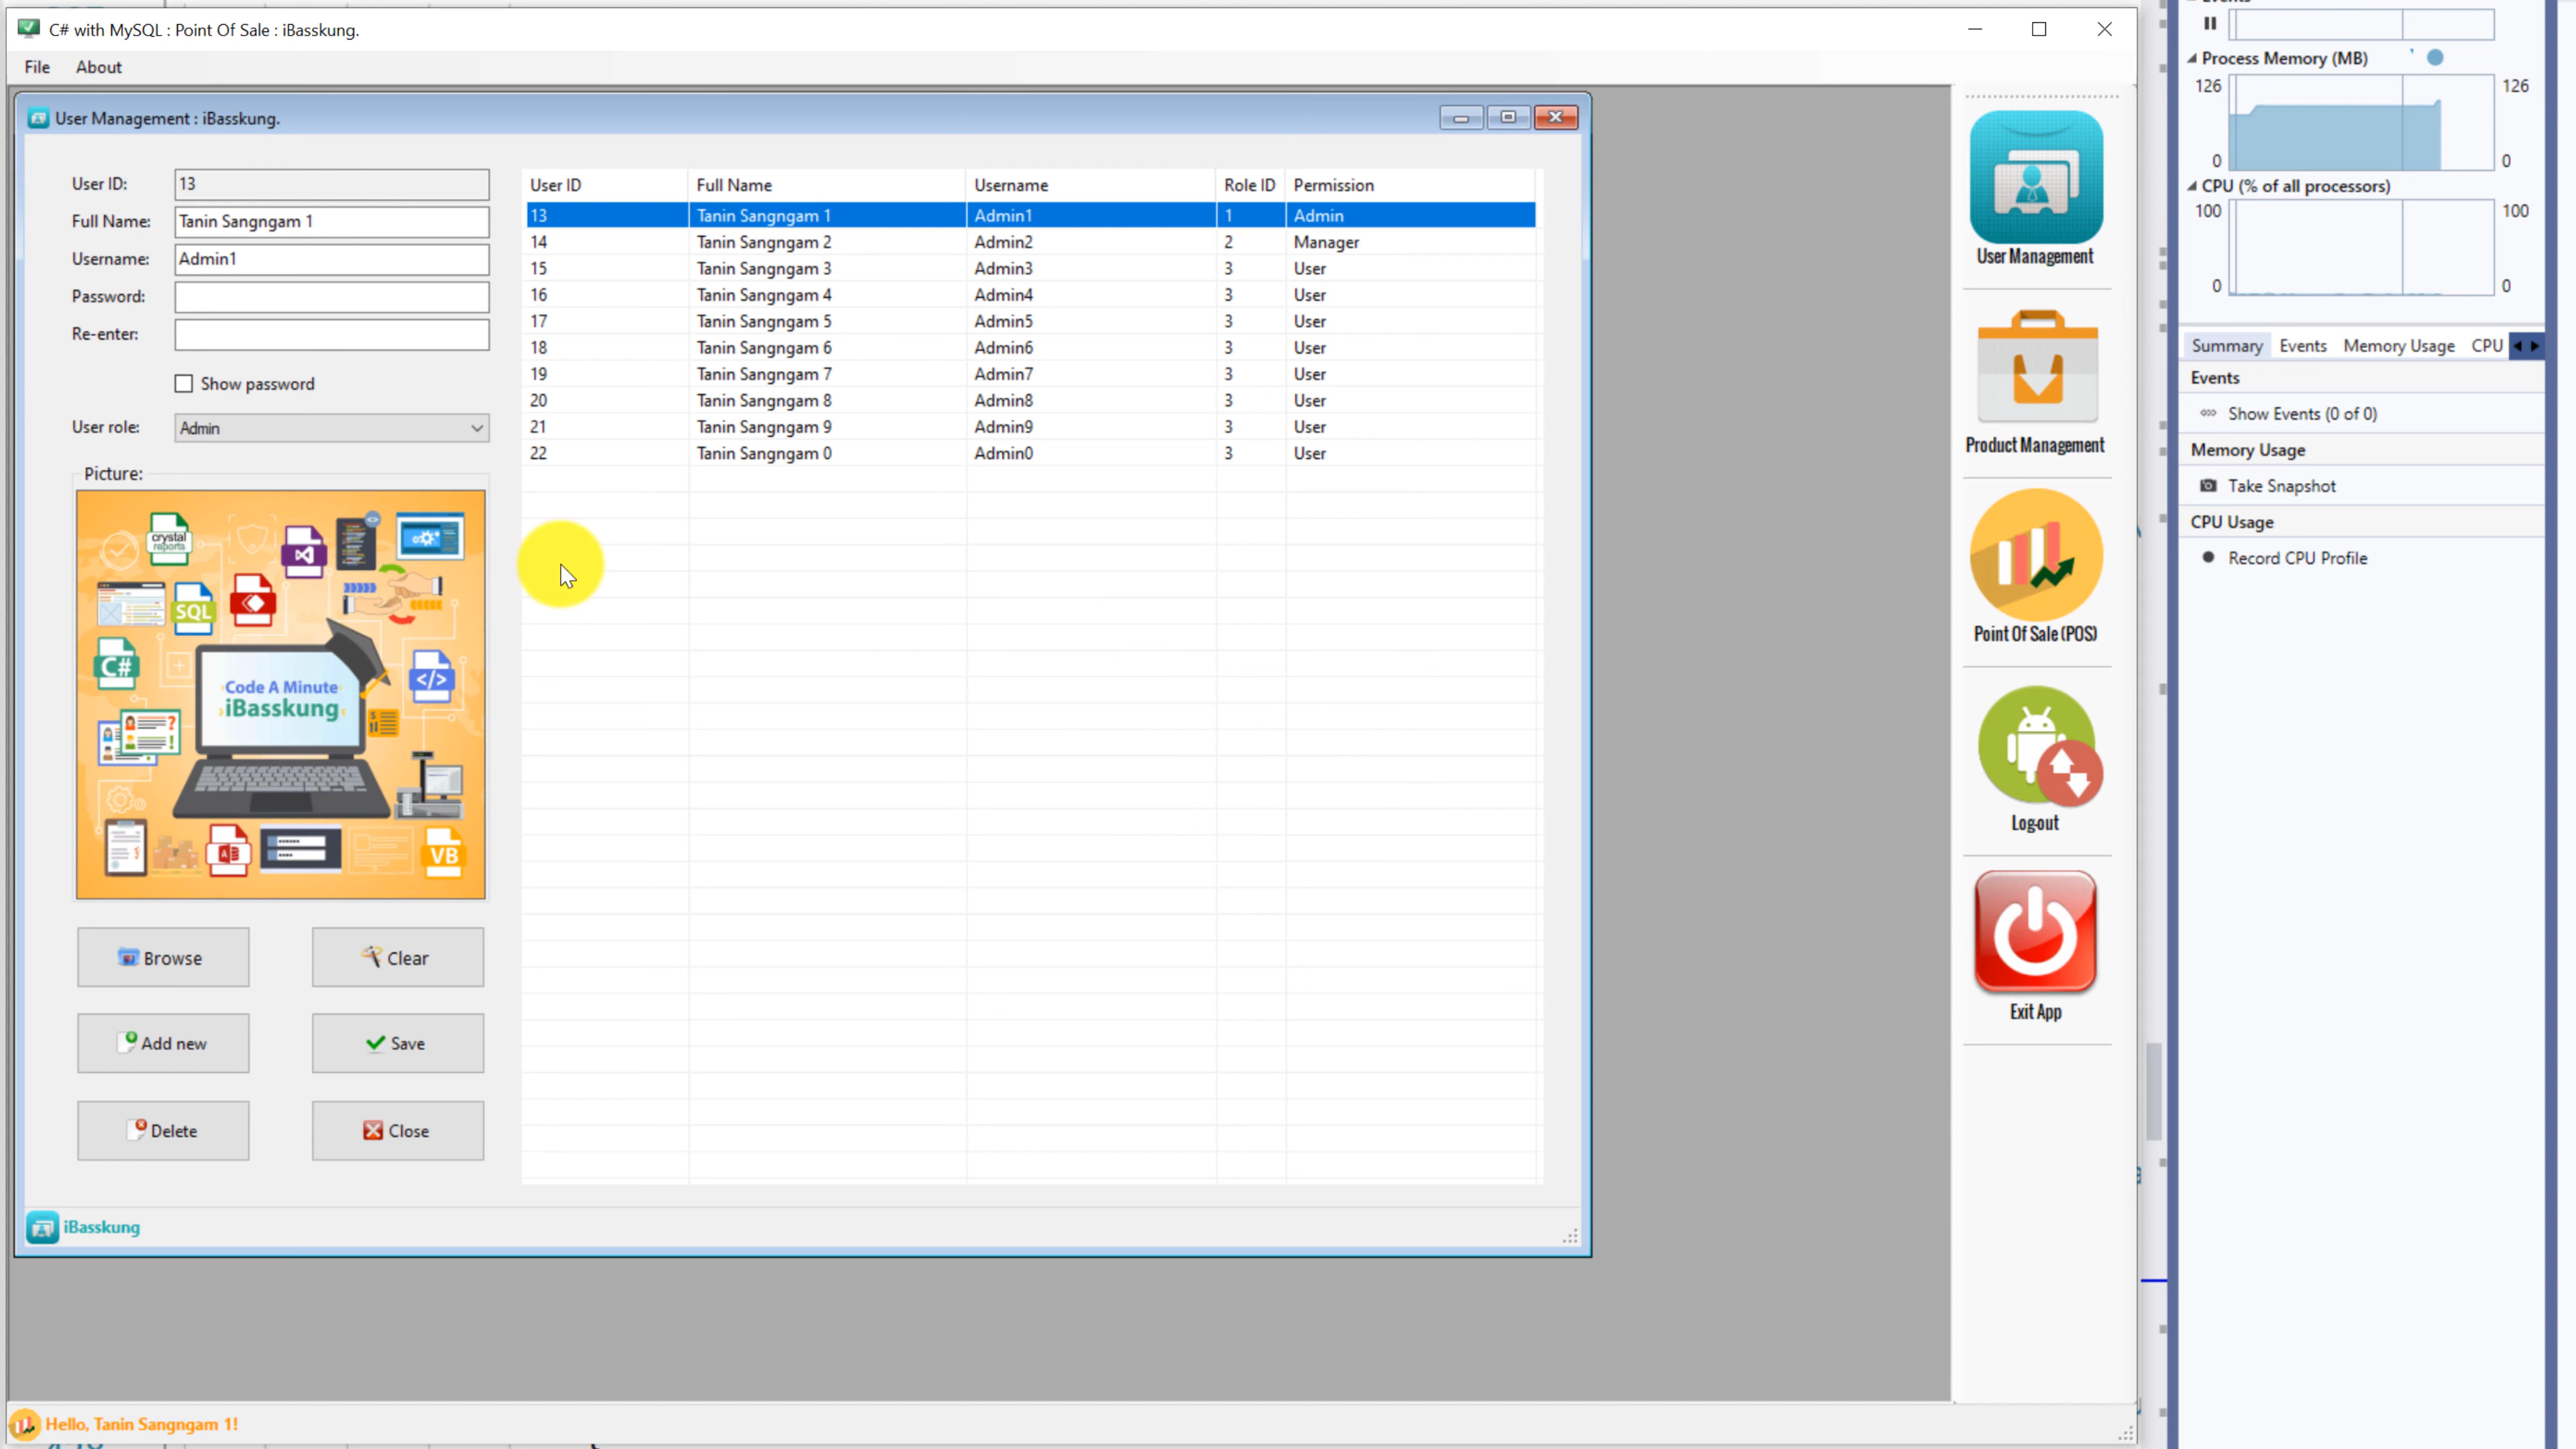 C# with MySQL : Point Of Sale : iBasskung.
File About
User Management : iBasskung.
User ID: 13
Full Name: Tanin Sangngam 1
Username: Admin1
Password:
Re-enter:
Show password
User role: Admin
Picture:
crystal
reports
SQL
C#
Code A Minute
iBasskung
VB
Browse Clear
Add new Save
Delete Close
iBasskung
User ID Full Name Username Role ID Permission
13 Tanin Sangngam 1 Admin1 1 Admin
14 Tanin Sangngam 2 Admin2 2 Manager
15 Tanin Sangngam 3 Admin3 3 User
16 Tanin Sangngam 4 Admin4 3 User
17 Tanin Sangngam 5 Admin5 3 User
18 Tanin Sangngam 6 Admin6 3 User
19 Tanin Sangngam 7 Admin7 3 User
20 Tanin Sangngam 8 Admin8 3 User
21 Tanin Sangngam 9 Admin9 3 User
22 Tanin Sangngam 0 Admin0 3 User
User Management
Product Management
Point Of Sale (POS)
Log-out
Exit App
Hello, Tanin Sangngam 1!
Process Memory (MB)
126 126
0 0
CPU (% of all processors)
100 100
0 0
Summary Events Memory Usage CPU
Events
Show Events (0 of 0)
Memory Usage
Take Snapshot
CPU Usage
Record CPU Profile